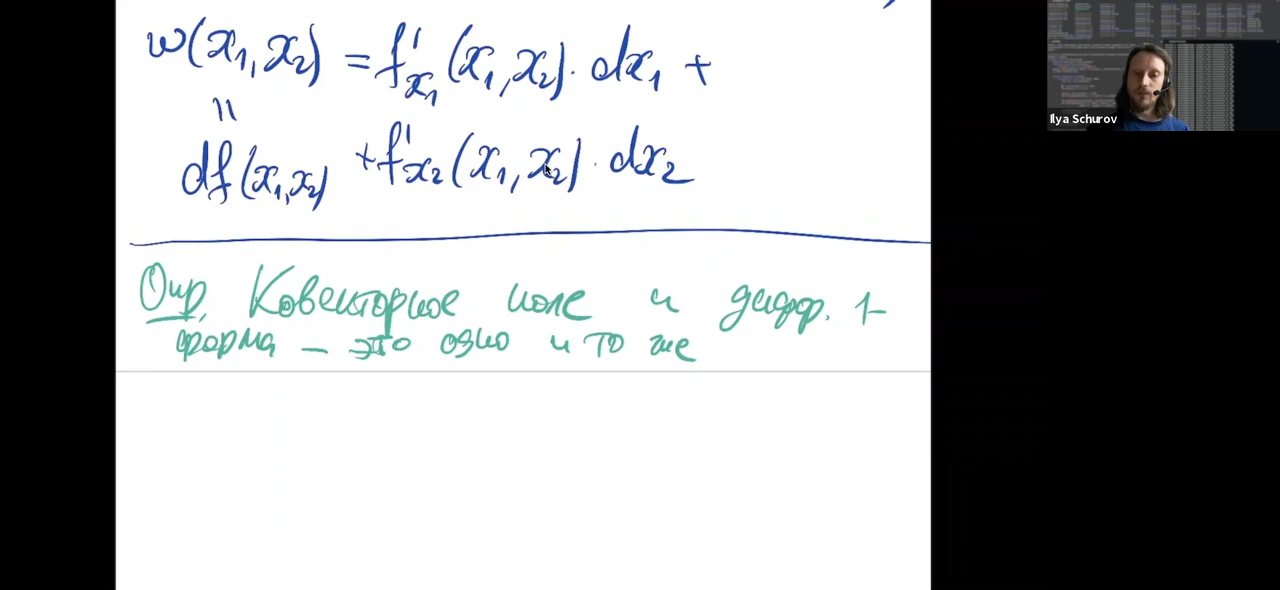 w(x₁,x₂) = f'ₓ₁(x₁,x₂)·dx₁ +
=
df(x₁,x₂) + f'ₓ₂(x₁,x₂)·dx₂
Опр. Ковекторное поле и дифф. 1-
форма – это одно и то же
Ilya Schurov